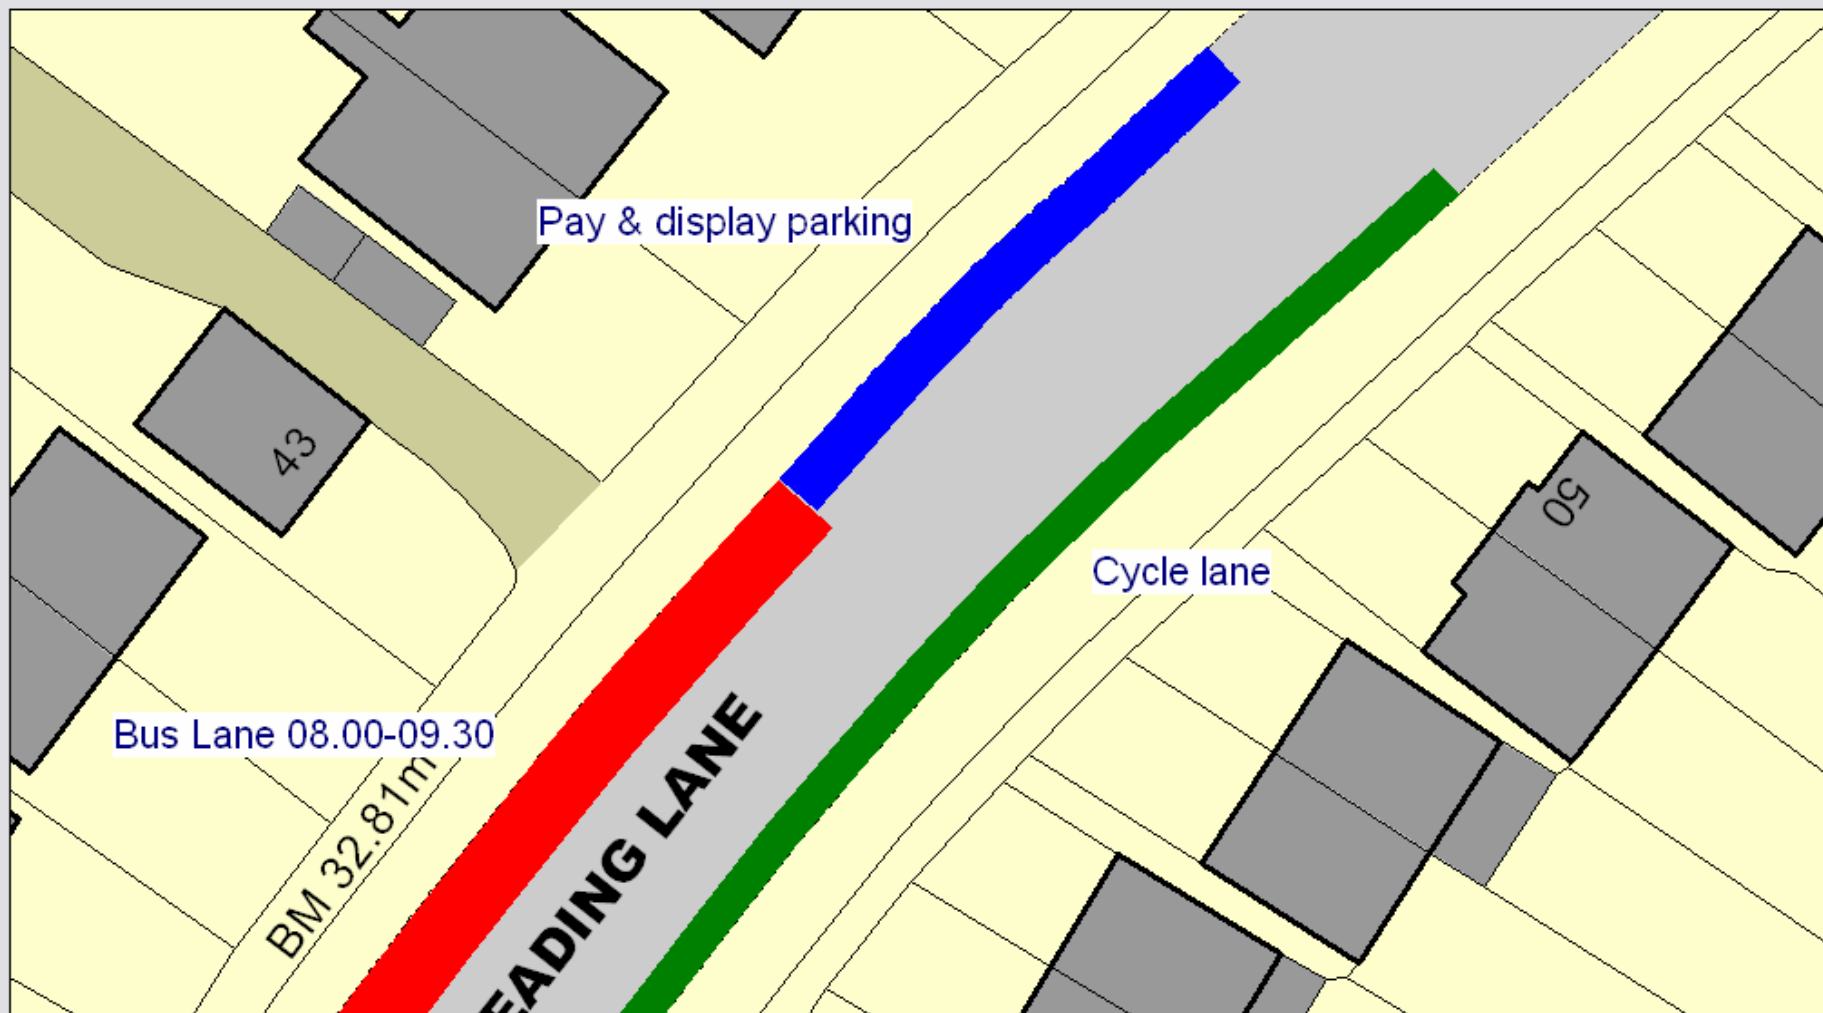 Pay & display parking
43
50
Cycle lane
Bus Lane 08.00-09.30
BM 32.81m
EADING LANE